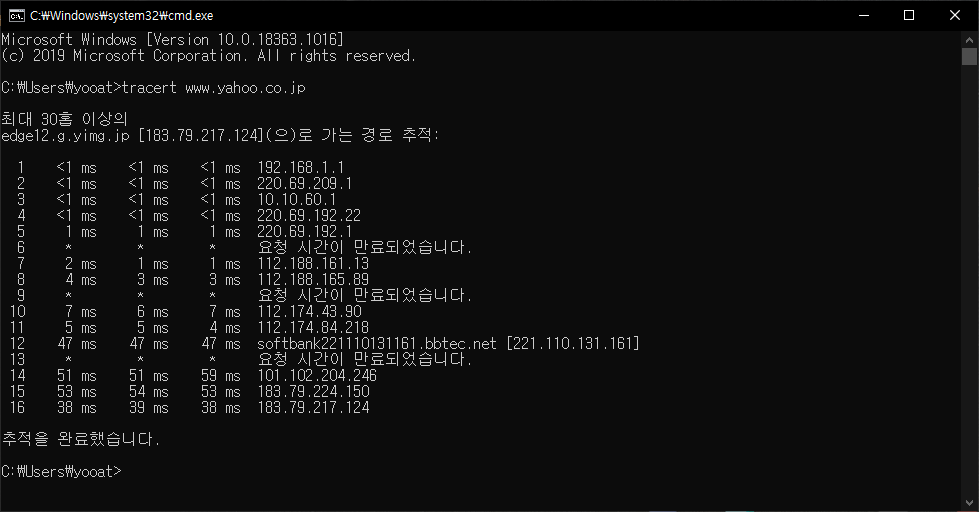 C:₩Windows₩system32₩cmd.exe
Microsoft Windows [Version 10.0.18363.1016]
(c) 2019 Microsoft Corporation. All rights reserved.
C:₩Users₩yooat>tracert www.yahoo.co.jp
최대 30홉 이상의
edge12.g.yimg.jp [183.79.217.124](으)로 가는 경로 추적:
1 <1 ms <1 ms <1 ms 192.168.1.1
2 <1 ms <1 ms <1 ms 220.69.209.1
3 <1 ms <1 ms <1 ms 10.10.60.1
4 <1 ms <1 ms <1 ms 220.69.192.22
5 1 ms 1 ms 1 ms 220.69.192.1
6 * * * 요청 시간이 만료되었습니다.
7 2 ms 1 ms 1 ms 112.188.161.13
8 4 ms 3 ms 3 ms 112.188.165.89
9 * * * 요청 시간이 만료되었습니다.
10 7 ms 6 ms 7 ms 112.174.43.90
11 5 ms 5 ms 4 ms 112.174.84.218
12 47 ms 47 ms 47 ms softbank221110131161.bbtec.net [221.110.131.161]
13 * * * 요청 시간이 만료되었습니다.
14 51 ms 51 ms 59 ms 101.102.204.246
15 53 ms 54 ms 53 ms 183.79.224.150
16 38 ms 39 ms 38 ms 183.79.217.124
추적을 완료했습니다.
C:₩Users₩yooat>